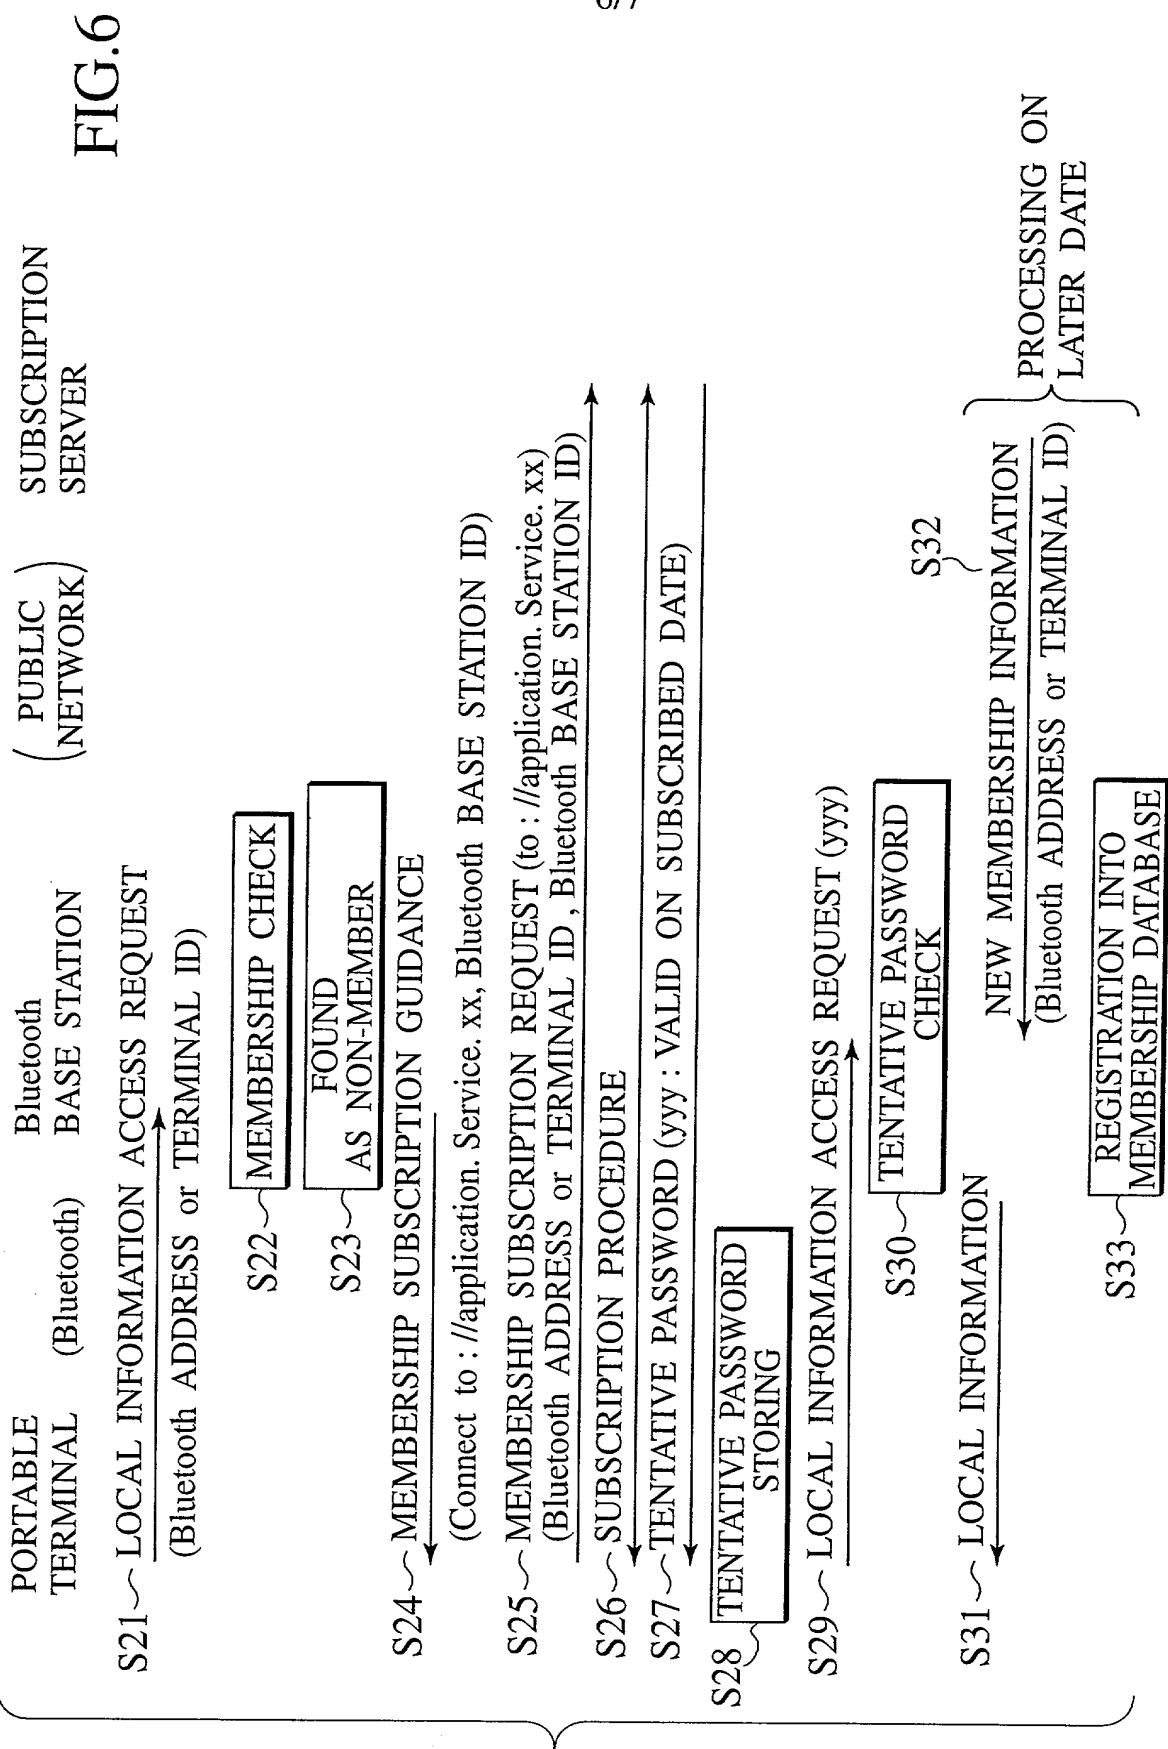 6/7
FIG.6
PORTABLE
TERMINAL
(Bluetooth)
Bluetooth
BASE STATION
(PUBLIC
NETWORK)
SUBSCRIPTION
SERVER
S21 LOCAL INFORMATION ACCESS REQUEST
(Bluetooth ADDRESS or TERMINAL ID)
S22 MEMBERSHIP CHECK
S23 FOUND
AS NON-MEMBER
S24 MEMBERSHIP SUBSCRIPTION GUIDANCE
(Connect to : //application. Service. xx, Bluetooth BASE STATION ID)
S25 MEMBERSHIP SUBSCRIPTION REQUEST (to : //application. Service. xx)
(Bluetooth ADDRESS or TERMINAL ID , Bluetooth BASE STATION ID)
S26 SUBSCRIPTION PROCEDURE
S27 TENTATIVE PASSWORD (yyy : VALID ON SUBSCRIBED DATE)
S28 TENTATIVE PASSWORD
STORING
S29 LOCAL INFORMATION ACCESS REQUEST (yyy)
S30 TENTATIVE PASSWORD
CHECK
S31 LOCAL INFORMATION
S32
NEW MEMBERSHIP INFORMATION
(Bluetooth ADDRESS or TERMINAL ID)
PROCESSING ON
LATER DATE
S33 REGISTRATION INTO
MEMBERSHIP DATABASE